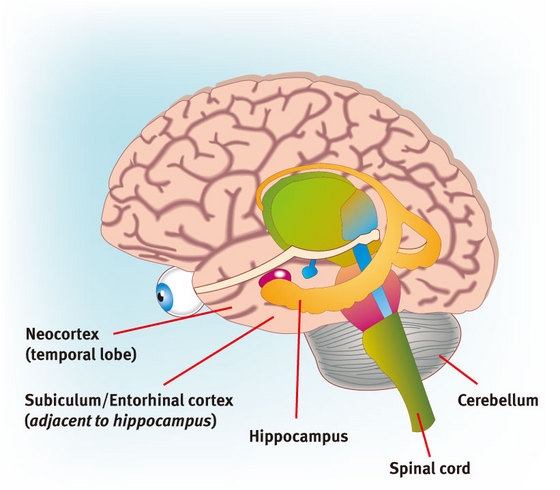 Neocortex
(temporal lobe)
Subiculum/Entorhinal cortex
(adjacent to hippocampus)
Hippocampus
Cerebellum
Spinal cord